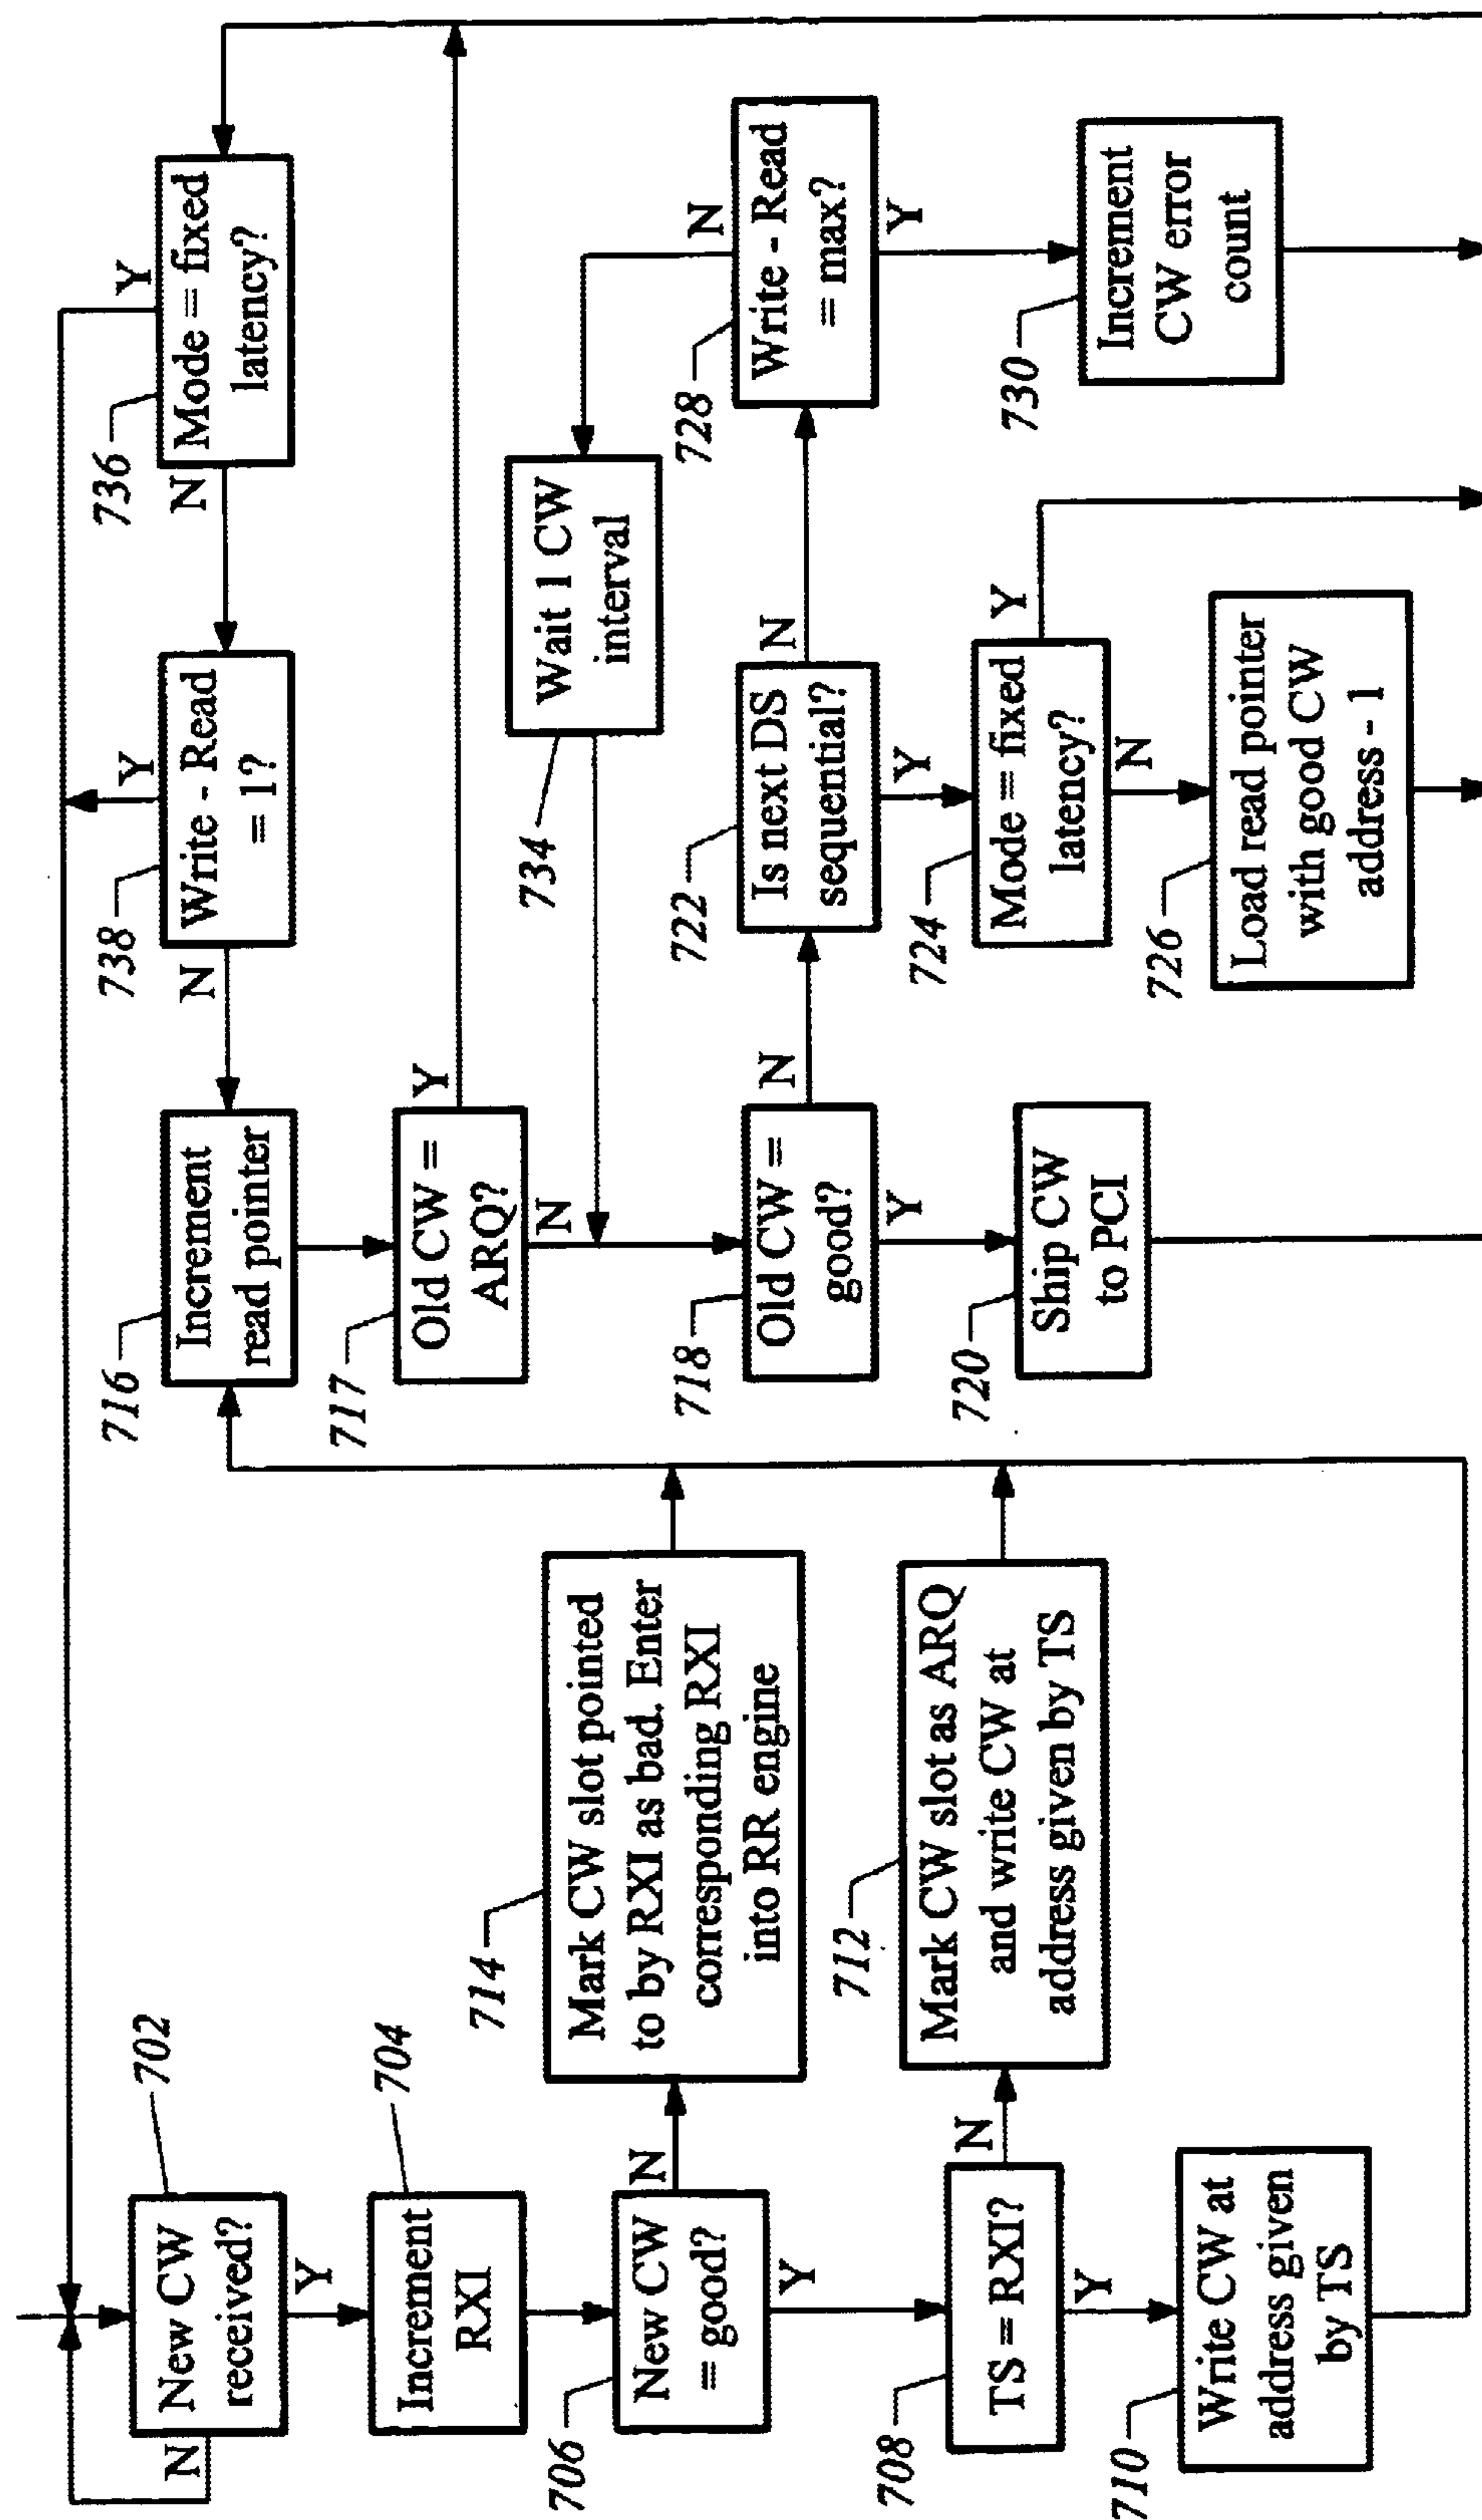 702
New CW
received?
N
Y
704
Increment
RXI
706
New CW
= good?
N
Y
708
TS = RXI?
N
Y
710
Write CW at
address given
by TS
714
Mark CW slot pointed
to by RXI as bad. Enter
corresponding RXI
into RR engine
712
Mark CW slot as ARQ
and write CW at
address given by TS
716
Increment
read pointer
717
Old CW =
ARQ?
Y
N
718
Old CW =
good?
N
Y
720
Ship CW
to PCI
738
Write - Read
= 1?
Y
N
736
Mode = fixed
latency?
Y
N
734
Wait 1 CW
interval
722
Is next DS
sequential?
N
Y
724
Mode = fixed
latency?
Y
N
726
Load read pointer
with good CW
address - 1
728
Write - Read
= max?
N
Y
730
Increment
CW error
count